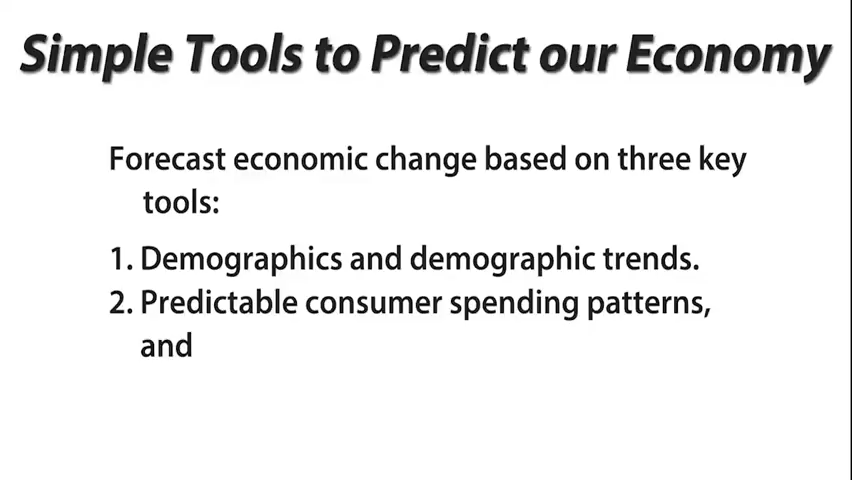 Simple Tools to Predict our Economy
Forecast economic change based on three key
tools:
1. Demographics and demographic trends.
2. Predictable consumer spending patterns,
and